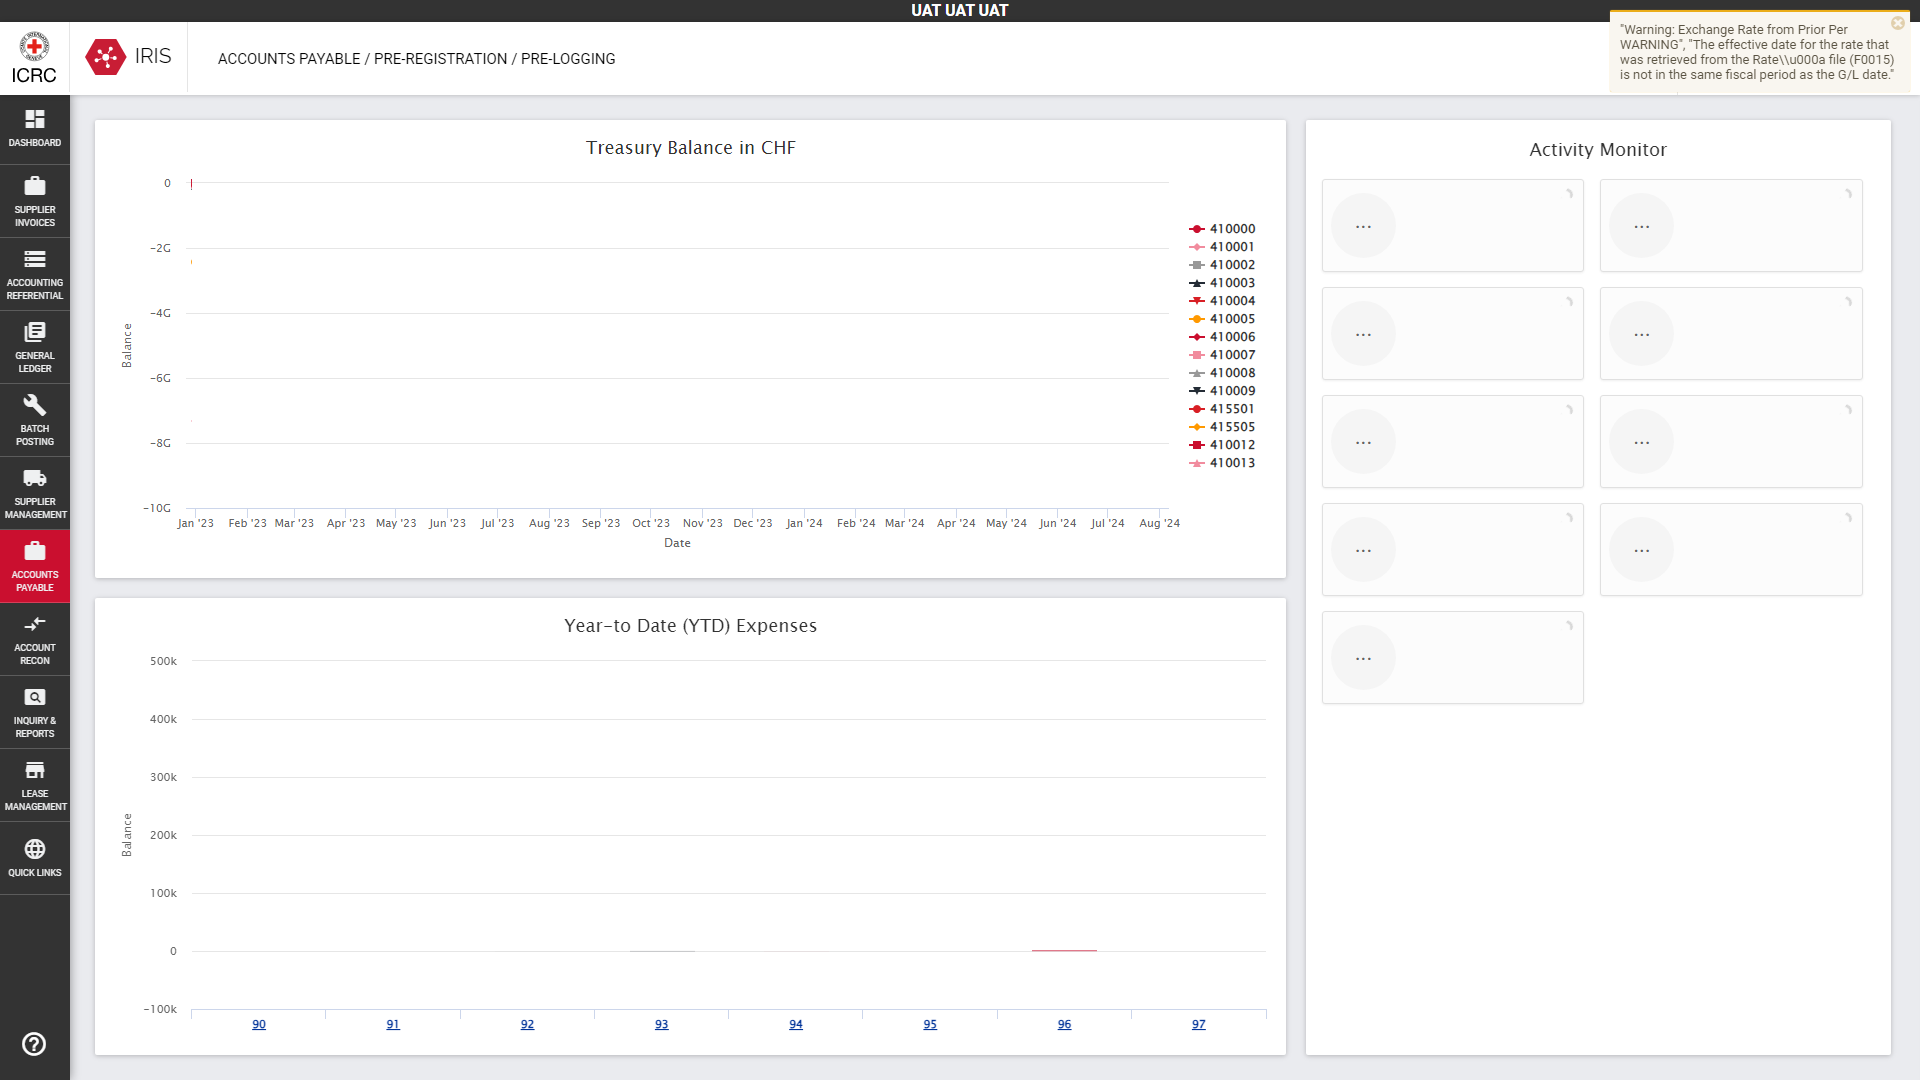 UAT UAT UAT
ICRC
IRIS
ACCOUNTS PAYABLE / PRE-REGISTRATION / PRE-LOGGING
"Warning: Exchange Rate from Prior Per
WARNING", "The effective date for the rate that
was retrieved from the Rate\\u000a file (F0015)
is not in the same fiscal period as the G/L date."
DASHBOARD
SUPPLIER
INVOICES
ACCOUNTING
REFERENTIAL
GENERAL
LEDGER
BATCH
POSTING
SUPPLIER
MANAGEMENT
ACCOUNTS
PAYABLE
ACCOUNT
RECON
INQUIRY &
REPORTS
LEASE
MANAGEMENT
QUICK LINKS
Treasury Balance in CHF
Balance
0
-2G
-4G
-6G
-8G
-10G
Jan '23 Feb '23 Mar '23 Apr '23 May '23 Jun '23 Jul '23 Aug '23 Sep '23 Oct '23 Nov '23 Dec '23 Jan '24 Feb '24 Mar '24 Apr '24 May '24 Jun '24 Jul '24 Aug '24
Date
410000
410001
410002
410003
410004
410005
410006
410007
410008
410009
415501
415505
410012
410013
Year-to Date (YTD) Expenses
Balance
500k
400k
300k
200k
100k
0
-100k
90 91 92 93 94 95 96 97
Activity Monitor
... ...
... ...
... ...
... ...
...